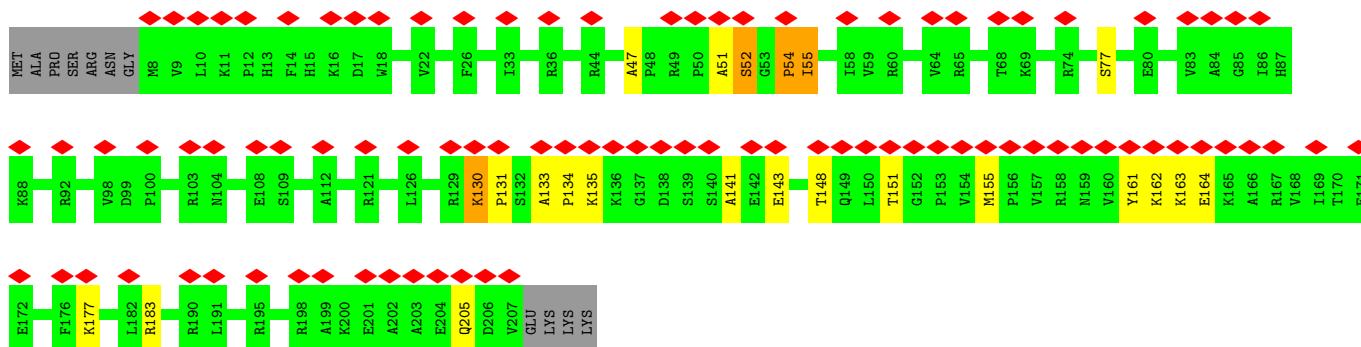 MET ALA PRO SER ARG ASN GLY M8 V9 L10 K11 P12 H13 F14 H15 K16 D17 W18 V22 F26 I33 R36 R44 A47 P48 R49 P50 A51 S52 G53 P54 I55 I58 V59 R60 V64 R65 T68 K69 R74 S77 E80 V83 A84 G85 I86 H87
K88 R92 V98 D99 P100 R103 N104 E108 S109 A112 R121 L126 R129 K130 P131 S132 A133 P134 K135 K136 G137 D138 S139 S140 A141 E142 E143 T148 Q149 L150 T151 G152 P153 V154 M155 P156 V157 R158 N159 V160 Y161 K162 K163 E164 K165 A166 R167 V168 I169 T170
E172 F176 K177 L182 R183 R190 L191 R195 R198 A199 K200 E201 A202 A203 E204 Q205 D206 V207 GLU LYS LYS LYS